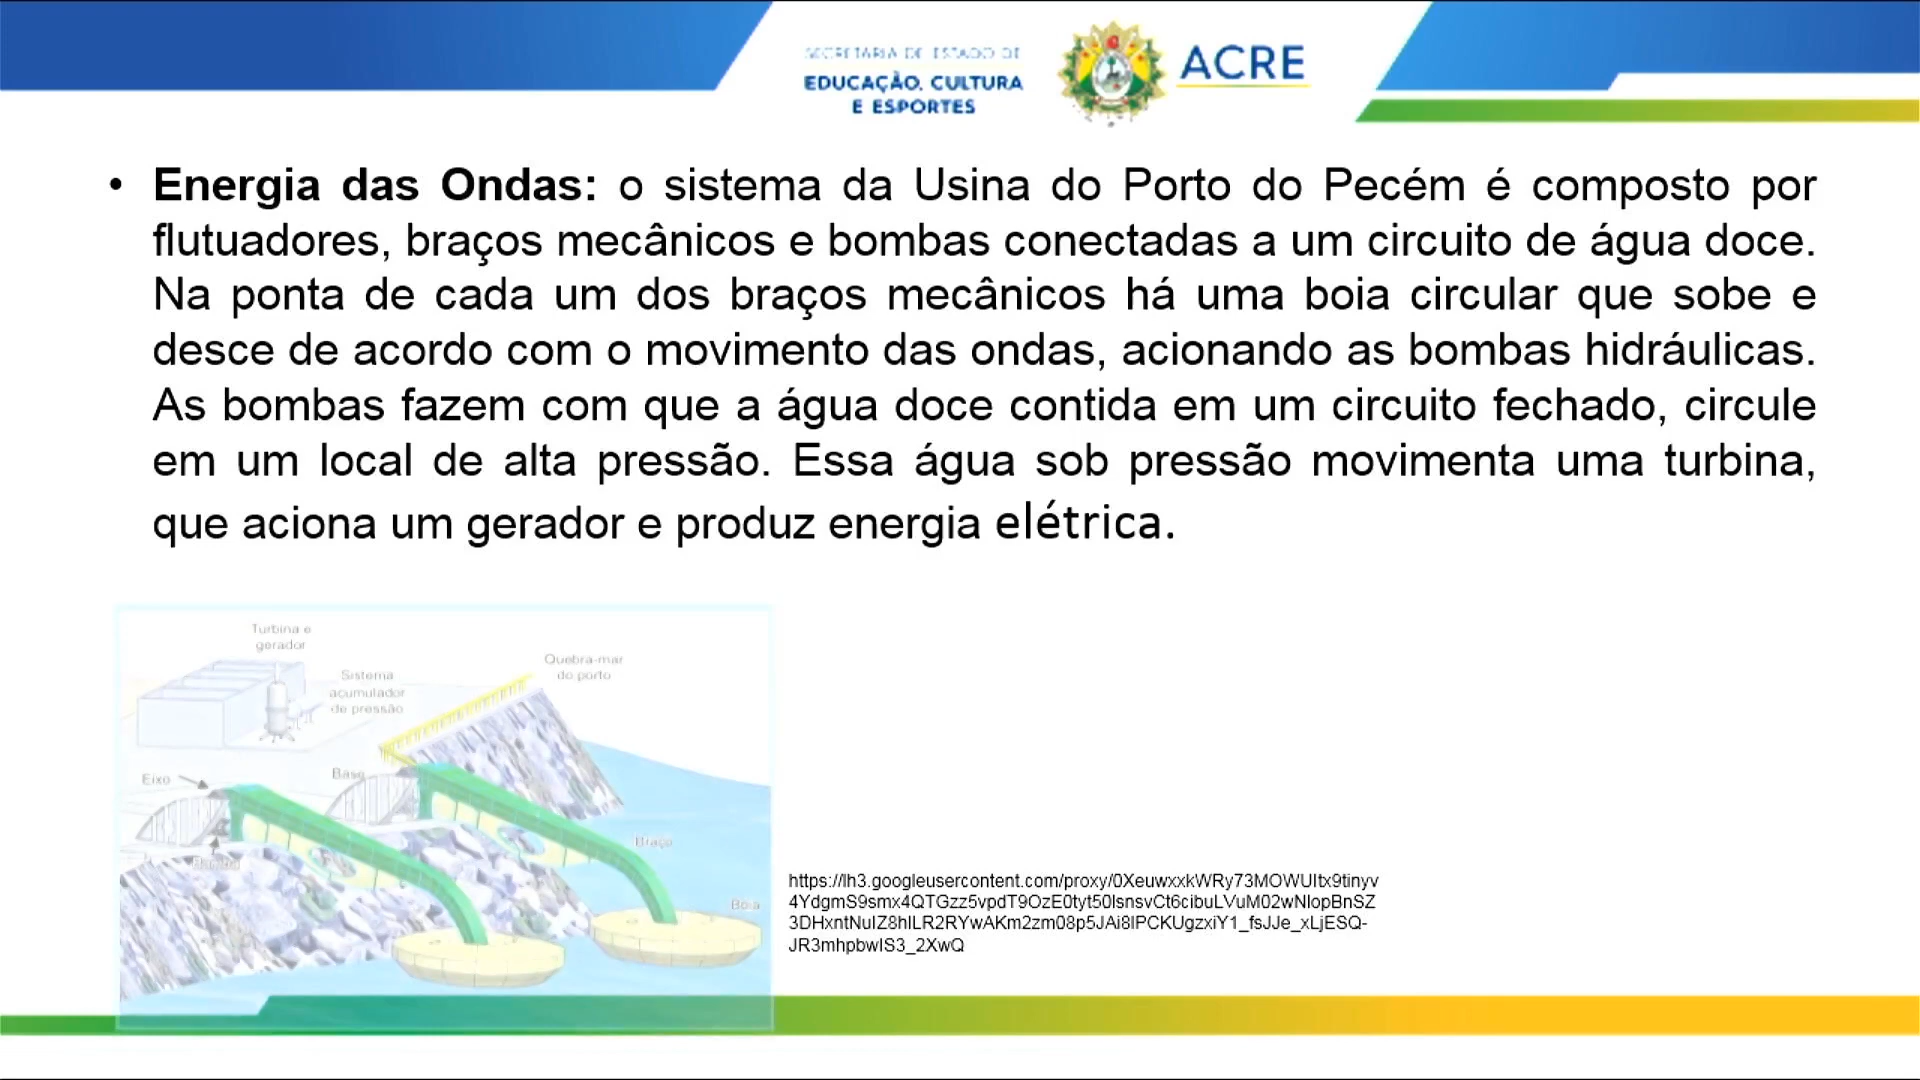 SECRETARIA DE ESTADO DE
EDUCAÇÃO, CULTURA
E ESPORTES
ACRE
• Energia das Ondas: o sistema da Usina do Porto do Pecém é composto por
flutuadores, braços mecânicos e bombas conectadas a um circuito de água doce.
Na ponta de cada um dos braços mecânicos há uma boia circular que sobe e
desce de acordo com o movimento das ondas, acionando as bombas hidráulicas.
As bombas fazem com que a água doce contida em um circuito fechado, circule
em um local de alta pressão. Essa água sob pressão movimenta uma turbina,
que aciona um gerador e produz energia elétrica.
Turbina e
gerador
Sistema
acumulador
de pressão
Quebra-mar
do porto
Eixo
Base
Bomba
Braço
Boia
https://lh3.googleusercontent.com/proxy/0XeuwxxkWRy73MOWUltx9tinyv
4YdgmS9smx4QTGzz5vpdT9OzE0tyt50lsnsvCt6cibuLVuM02wNlopBnSZ
3DHxntNulZ8hlLR2RYwAKm2zm08p5JAi8lPCKUgzxiY1_fsJJe_xLjESQ-
JR3mhpbwlS3_2XwQ